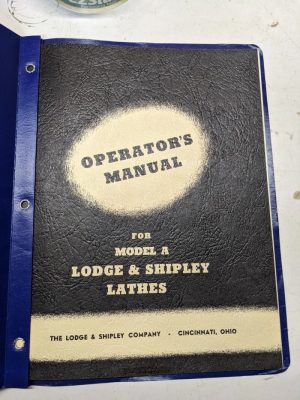 OPERATOR'S
MANUAL
FOR
MODEL A
LODGE & SHIPLEY
LATHES
THE LODGE & SHIPLEY COMPANY - CINCINNATI, OHIO